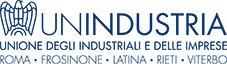 UNINDUSTRIA
UNIONE DEGLI INDUSTRIALI E DELLE IMPRESE
ROMA • FROSINONE • LATINA • RIETI • VITERBO